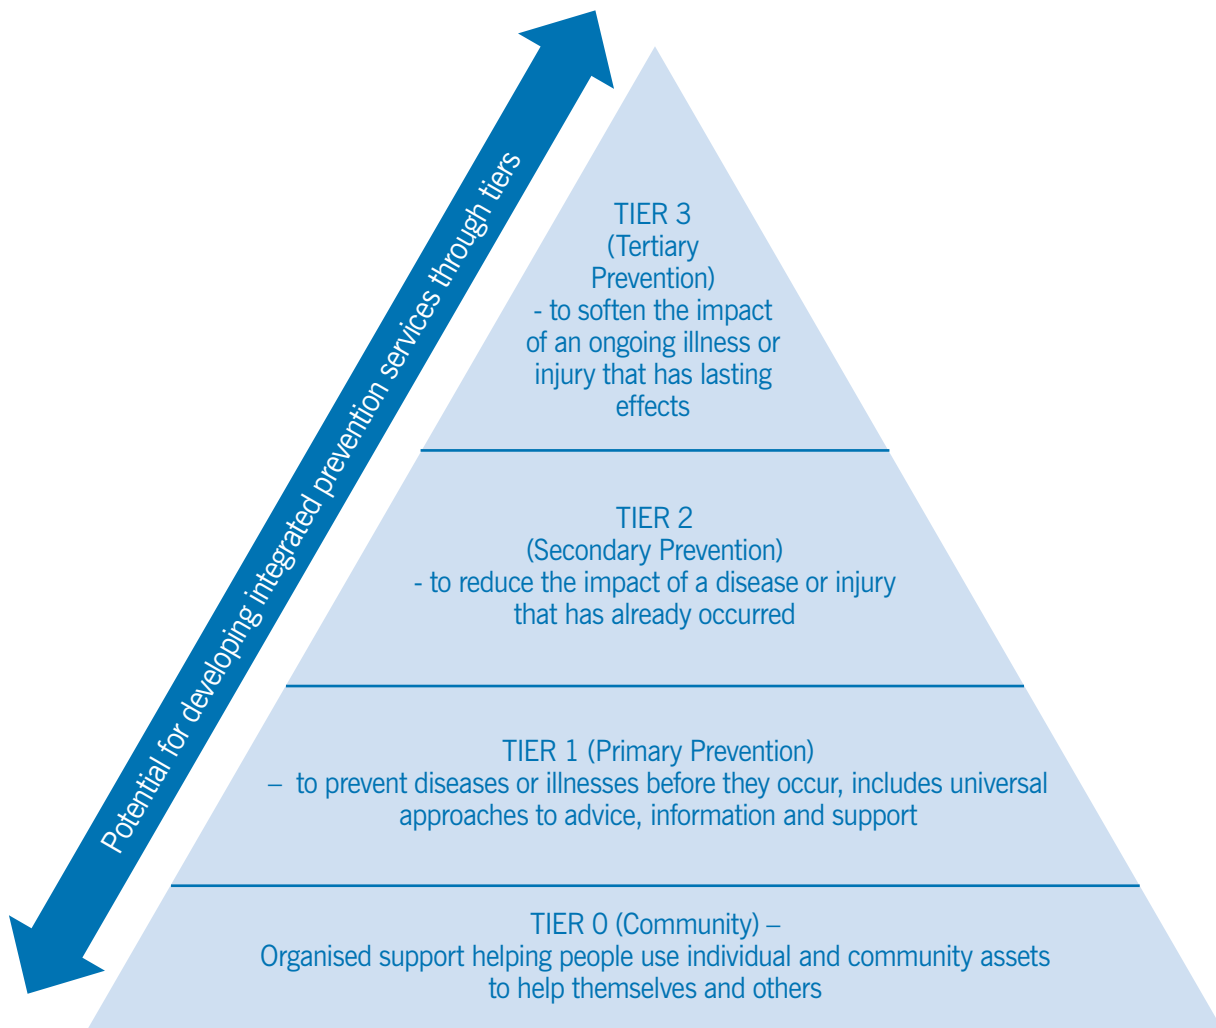 Potential for developing integrated prevention services through tiers
TIER 3
(Tertiary
Prevention)
- to soften the impact
of an ongoing illness or
injury that has lasting
effects
TIER 2
(Secondary Prevention)
- to reduce the impact of a disease or injury
that has already occurred
TIER 1 (Primary Prevention)
– to prevent diseases or illnesses before they occur, includes universal
approaches to advice, information and support
TIER 0 (Community) –
Organised support helping people use individual and community assets
to help themselves and others